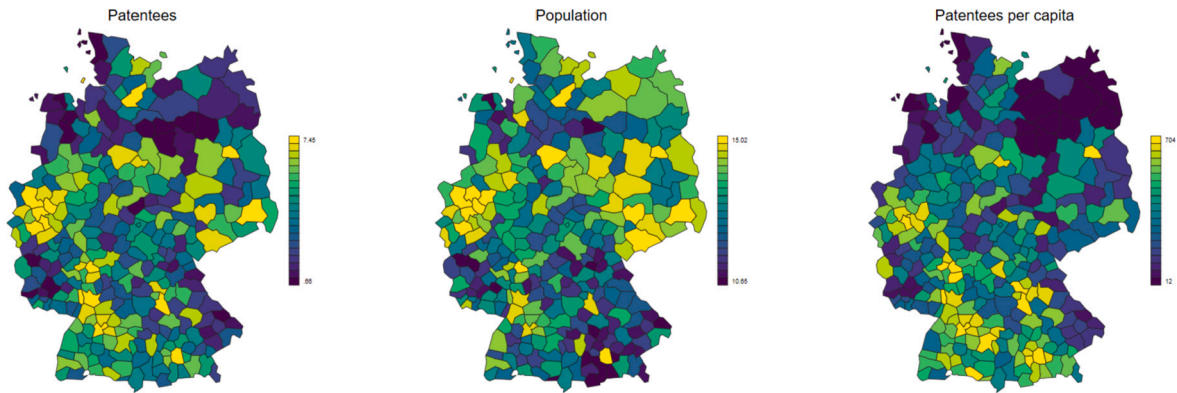 Patentees
Population
Patentees per capita
7.45
.66
15.02
10.65
704
12